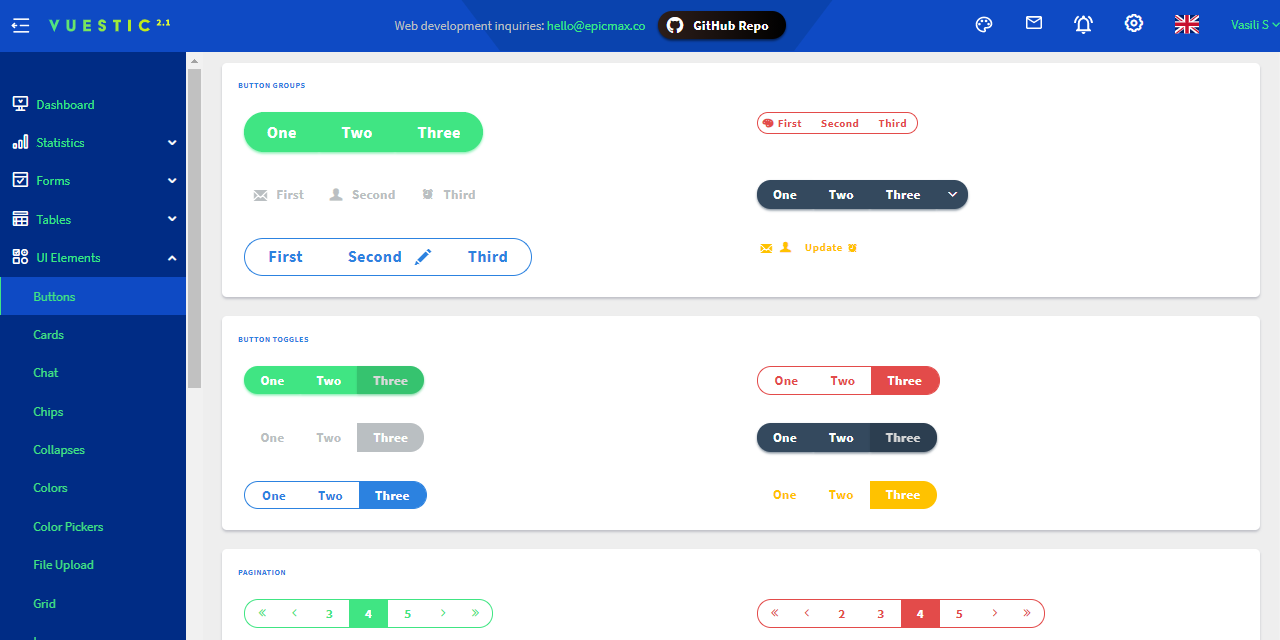 VUESTIC 2.1
Web development inquiries: hello@epicmax.co
GitHub Repo
Vasili S
Dashboard
Statistics
Forms
Tables
UI Elements
Buttons
Cards
Chat
Chips
Collapses
Colors
Color Pickers
File Upload
Grid
BUTTON GROUPS
One Two Three
First Second Third
First Second Third
One Two Three
First Second Third
Update
BUTTON TOGGLES
One Two Three
One Two Three
One Two Three
One Two Three
One Two Three
One Two Three
PAGINATION
« ‹ 3 4 5 › »
« ‹ 2 3 4 5 › »